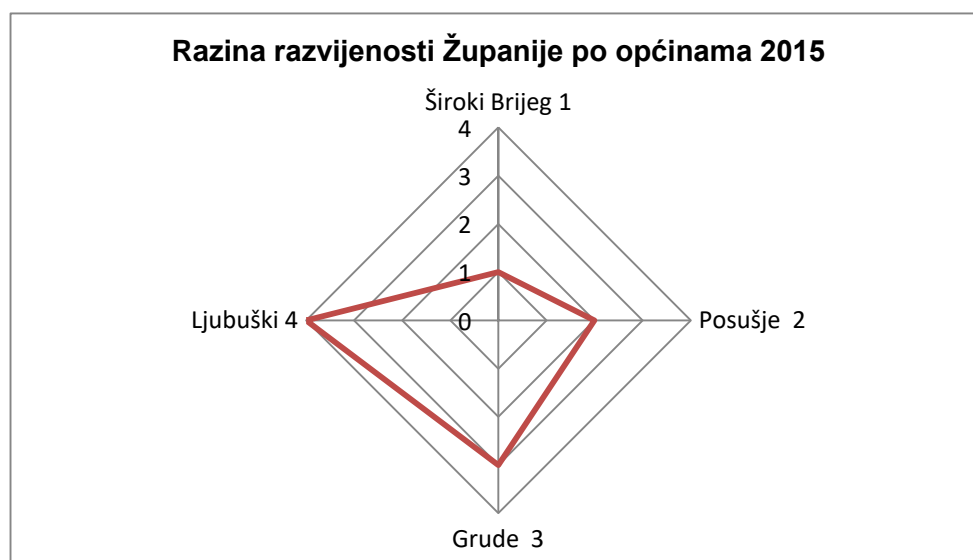 Razina razvijenosti Županije po općinama 2015
Široki Brijeg 1
4
3
2
1
0
Ljubuški 4
Posušje  2
Grude  3